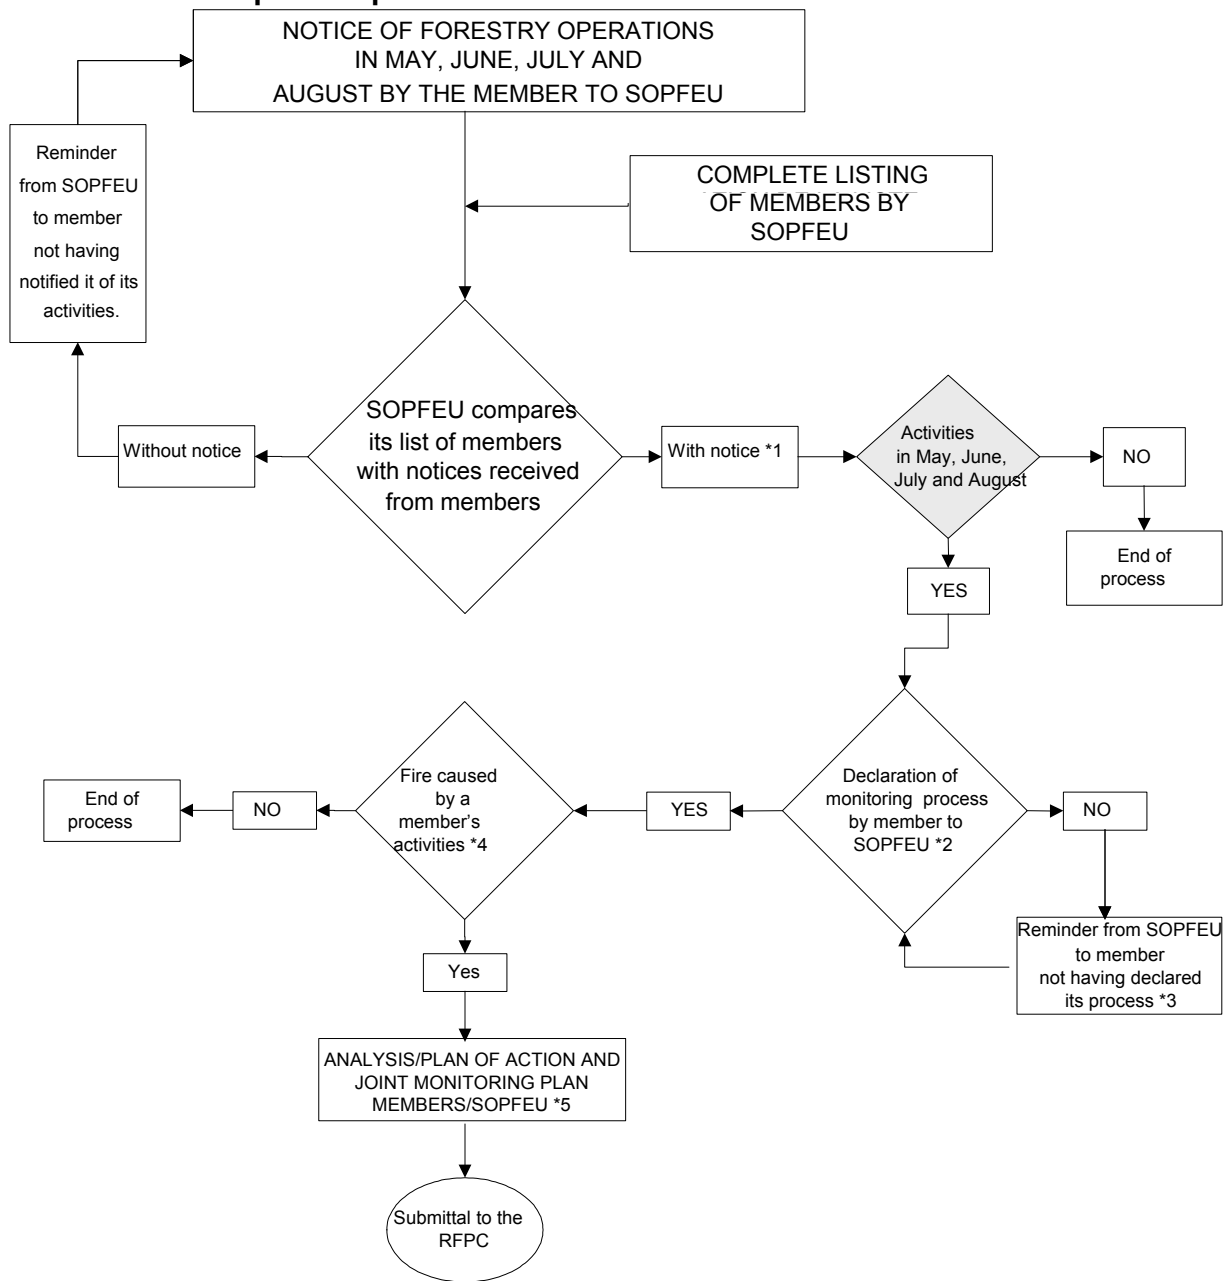 NOTICE OF FORESTRY OPERATIONS
IN MAY, JUNE, JULY AND
AUGUST BY THE MEMBER TO SOPFEU
Reminder
from SOPFEU
to member
not having
notified it of its
activities.
COMPLETE LISTING
OF MEMBERS BY
SOPFEU
SOPFEU compares
its list of members
with notices received
from members
Without notice
With notice *1
Activities
in May, June,
July and August
NO
End of
process
YES
Declaration of
monitoring process
by member to
SOPFEU *2
NO
Reminder from SOPFEU
to member
not having declared
its process *3
YES
Fire caused
by a
member's
activities *4
NO
End of
process
Yes
ANALYSIS/PLAN OF ACTION AND
JOINT MONITORING PLAN
MEMBERS/SOPFEU *5
Submittal to the
RFPC